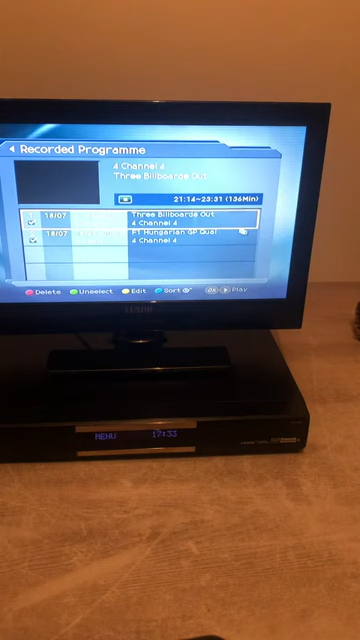 Recorded Programme
4 Channel 4
Three Billboards Out
21:14~23:31 (136Min)
18/07 Three Billboards Out
4 Channel 4
18/07 F1 Hungarian GP Qual
4 Channel 4
Delete Unselect Edit Sort OK Play
LUXOR
MENU 17:33